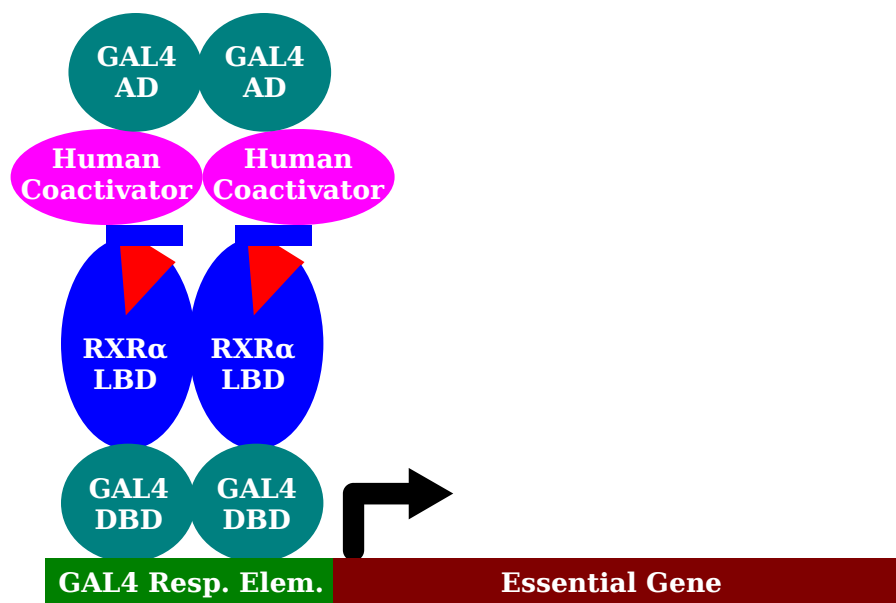 GAL4
AD
GAL4
AD
Human
Coactivator
Human
Coactivator
RXRα
LBD
RXRα
LBD
GAL4
DBD
GAL4
DBD
GAL4 Resp. Elem.
Essential Gene